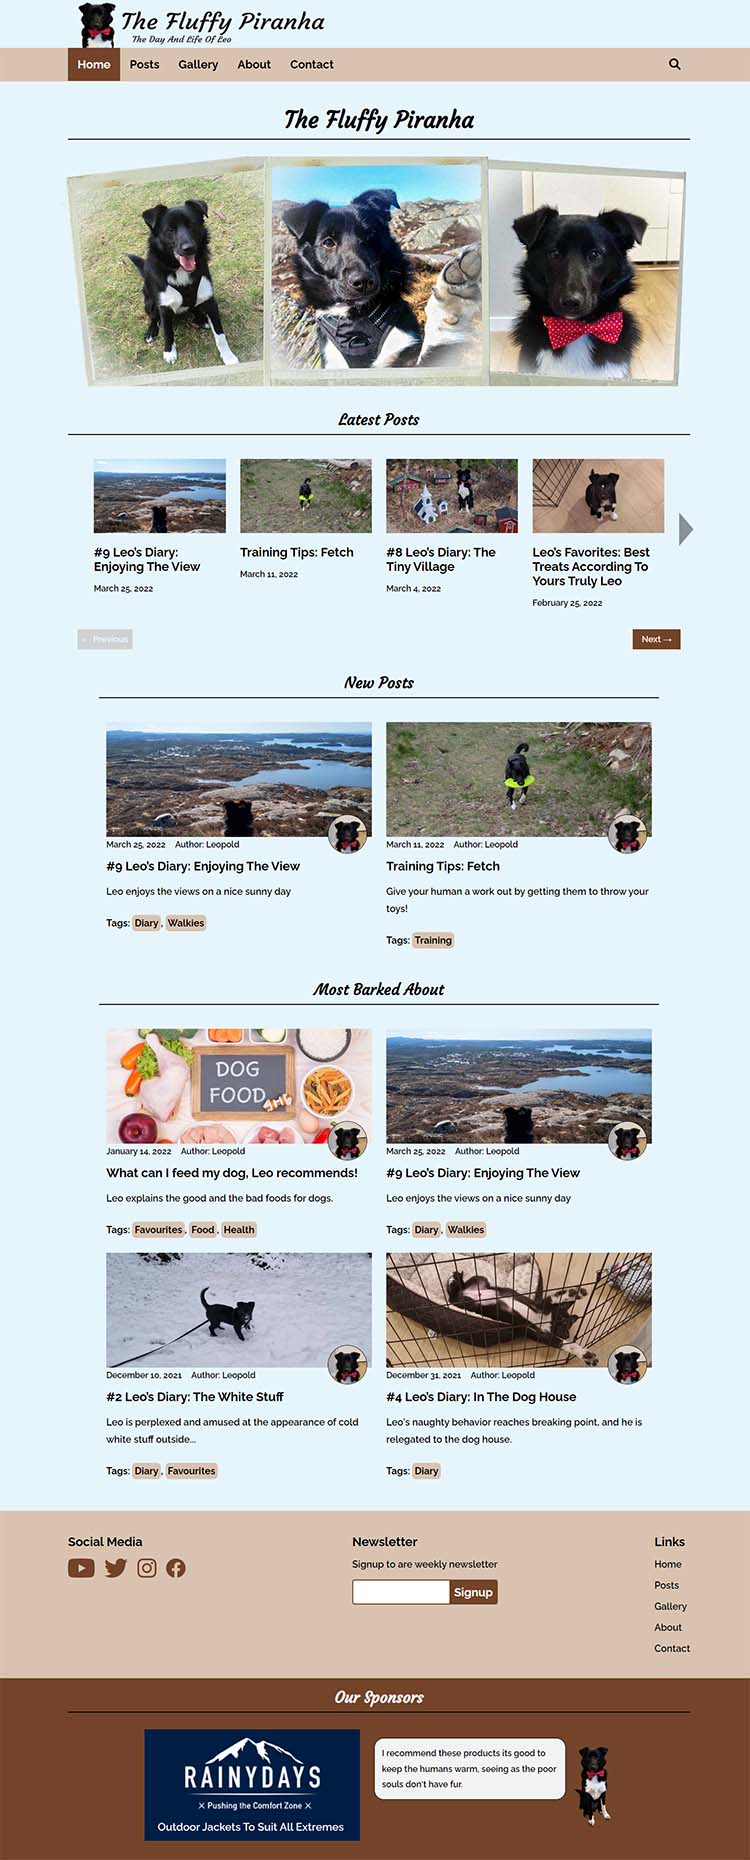 The Fluffy Piranha
The Day And Life Of Leo
Home Posts Gallery About Contact
The Fluffy Piranha
Latest Posts
#9 Leo's Diary:
Enjoying The View
March 25, 2022
Training Tips: Fetch
March 11, 2022
#8 Leo's Diary: The
Tiny Village
March 4, 2022
Leo's Favorites: Best
Treats According To
Yours Truly Leo
February 25, 2022
← Previous
Next →
New Posts
March 25, 2022 Author: Leopold
#9 Leo's Diary: Enjoying The View
Leo enjoys the views on a nice sunny day
Tags: Diary, Walkies
March 11, 2022 Author: Leopold
Training Tips: Fetch
Give your human a work out by getting them to throw your
toys!
Tags: Training
Most Barked About
DOG
FOOD
January 14, 2022 Author: Leopold
What can I feed my dog, Leo recommends!
Leo explains the good and the bad foods for dogs.
Tags: Favourites, Food, Health
March 25, 2022 Author: Leopold
#9 Leo's Diary: Enjoying The View
Leo enjoys the views on a nice sunny day
Tags: Diary, Walkies
December 10, 2021 Author: Leopold
#2 Leo's Diary: The White Stuff
Leo is perplexed and amused at the appearance of cold
white stuff outside...
Tags: Diary, Favourites
December 31, 2021 Author: Leopold
#4 Leo's Diary: In The Dog House
Leo's naughty behavior reaches breaking point, and he is
relegated to the dog house.
Tags: Diary
Social Media
Newsletter
Signup to are weekly newsletter
Signup
Links
Home
Posts
Gallery
About
Contact
Our Sponsors
RAINYDAYS
× Pushing the Comfort Zone ×
Outdoor Jackets To Suit All Extremes
I recommend these products its good to
keep the humans warm, seeing as the poor
souls don't have fur.